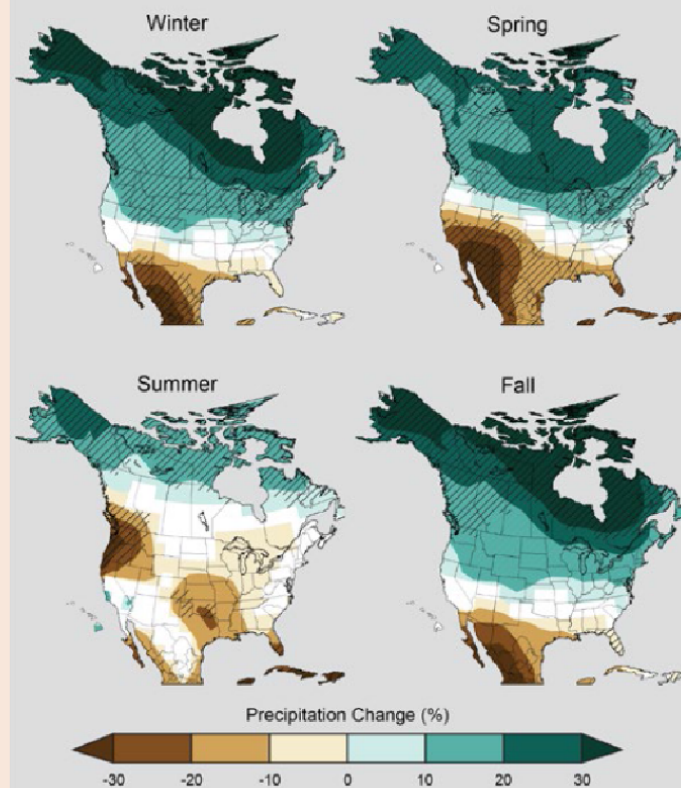 Winter
Spring
Summer
Fall
Precipitation Change (%)
-30 -20 -10 0 10 20 30